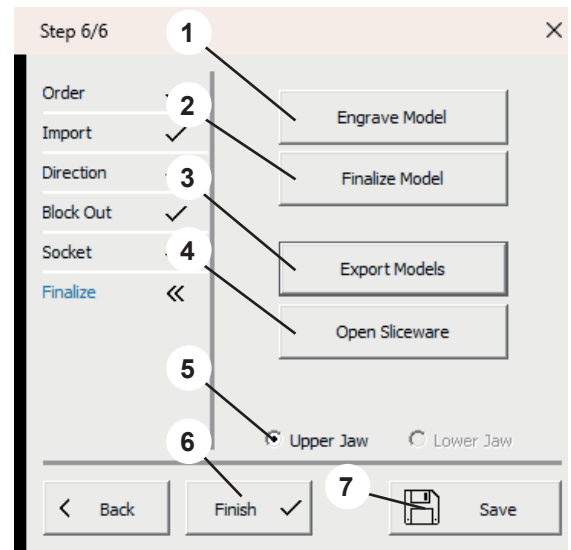 Step 6/6
1
Order
2
Engrave Model
Import
Direction
3
Finalize Model
Block Out
Socket
4
Export Models
Finalize
Open Sliceware
5
Upper Jaw
Lower Jaw
6
7
Back
Finish
Save